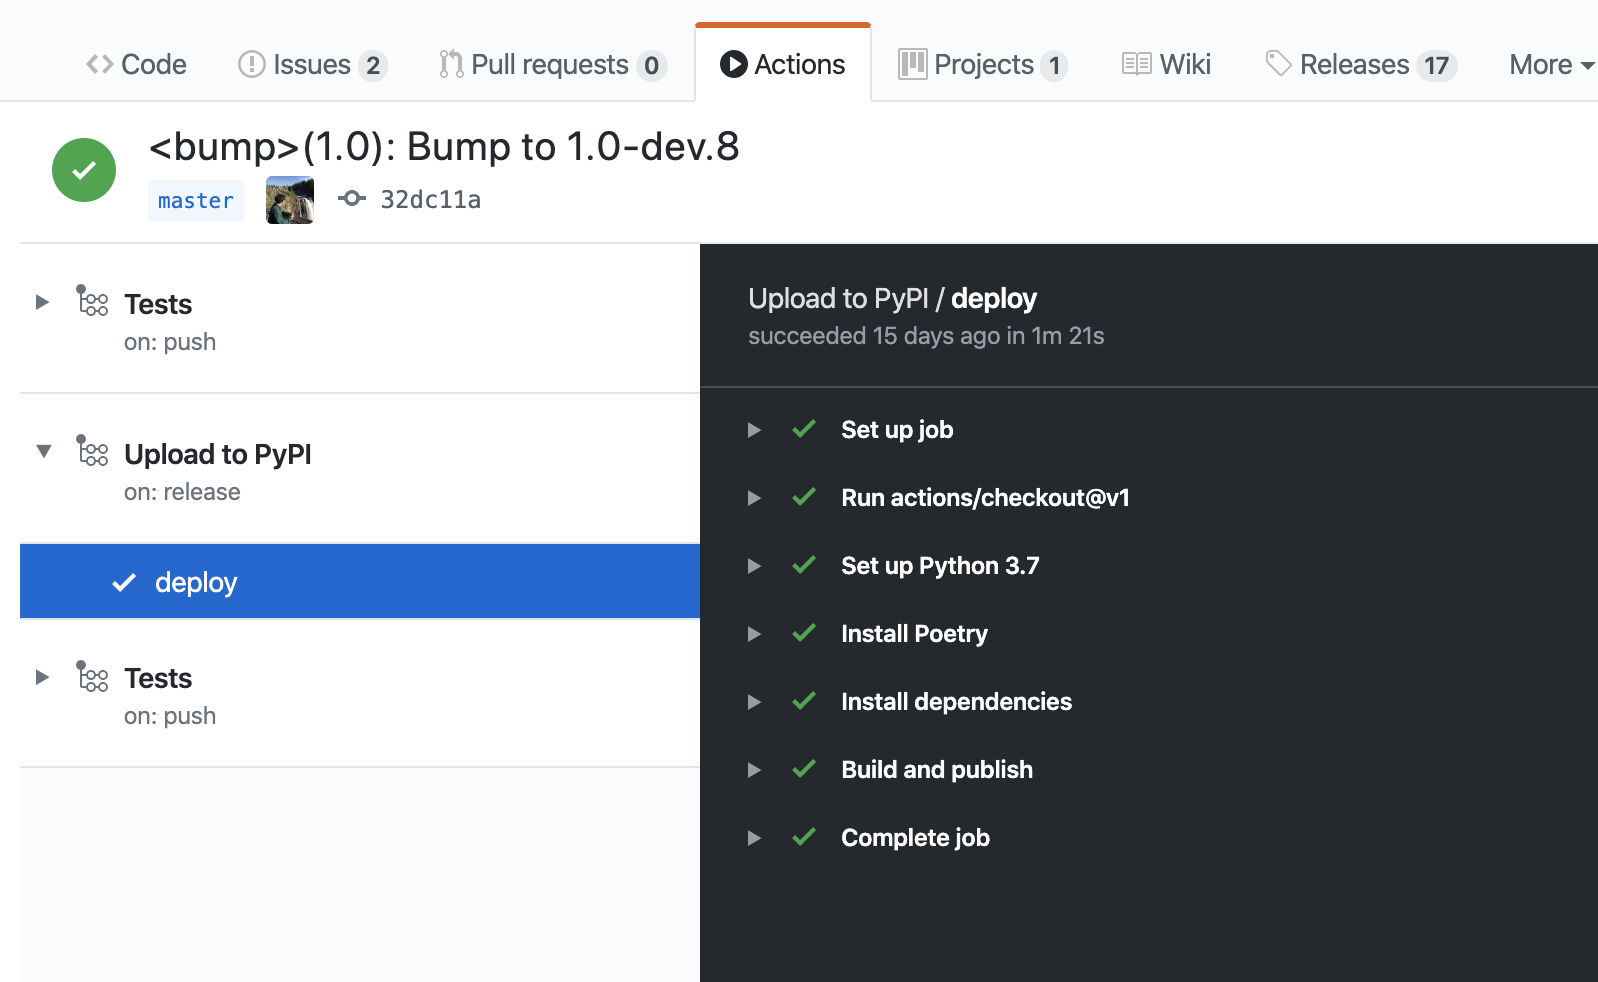 Code Issues 2 Pull requests 0 Actions Projects 1 Wiki Releases 17 More
<bump>(1.0): Bump to 1.0-dev.8
master 32dc11a
Tests
on: push
Upload to PyPI
on: release
deploy
Tests
on: push
Upload to PyPI / deploy
succeeded 15 days ago in 1m 21s
Set up job
Run actions/checkout@v1
Set up Python 3.7
Install Poetry
Install dependencies
Build and publish
Complete job